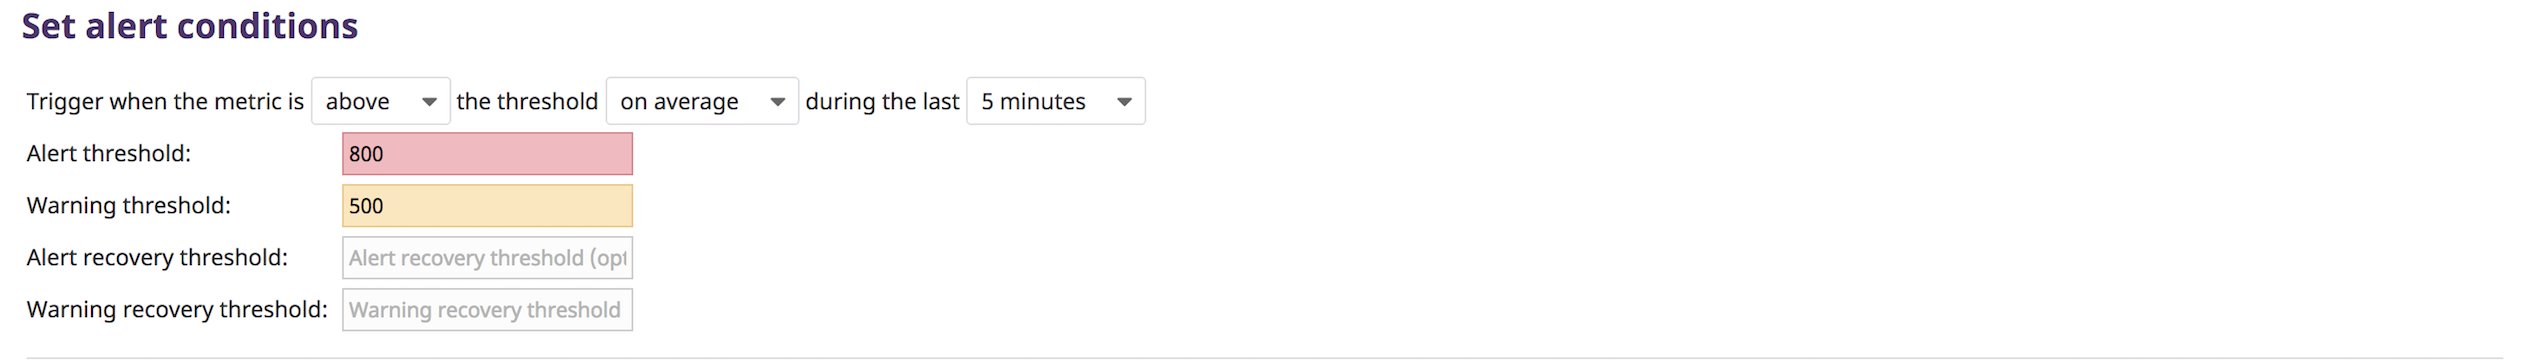 Set alert conditions
Trigger when the metric is above the threshold on average during the last 5 minutes
Alert threshold: 800
Warning threshold: 500
Alert recovery threshold: Alert recovery threshold (opt
Warning recovery threshold: Warning recovery threshold